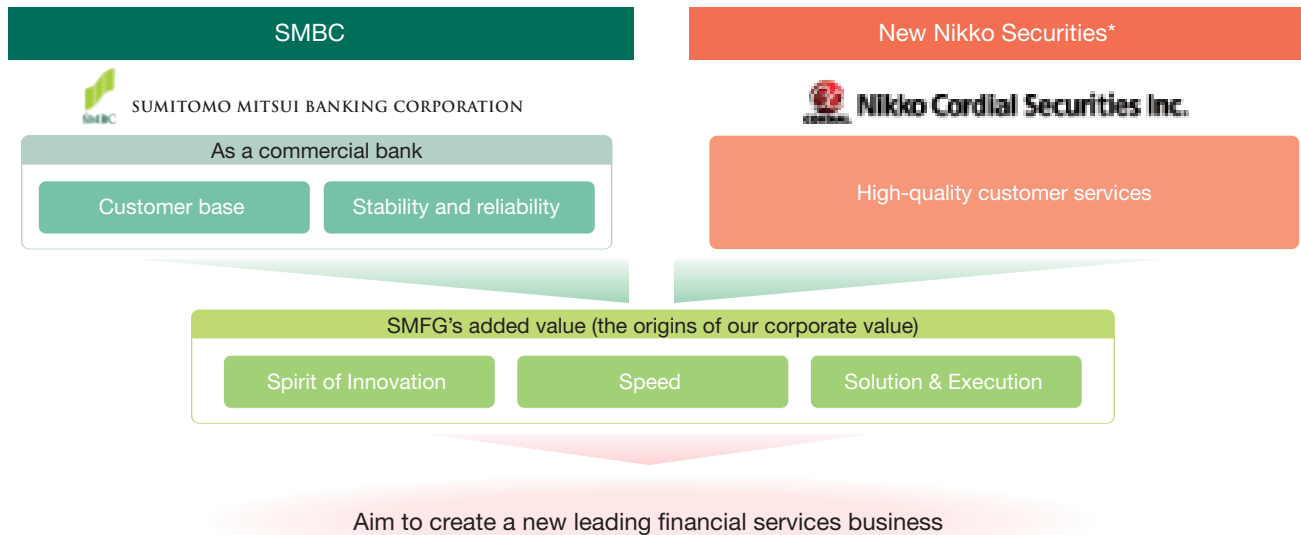 SMBC
New Nikko Securities*
SMBC
SUMITOMO MITSUI BANKING CORPORATION
CORDIAL
Nikko Cordial Securities Inc.
As a commercial bank
Customer base
Stability and reliability
High-quality customer services
SMFG's added value (the origins of our corporate value)
Spirit of Innovation
Speed
Solution & Execution
Aim to create a new leading financial services business